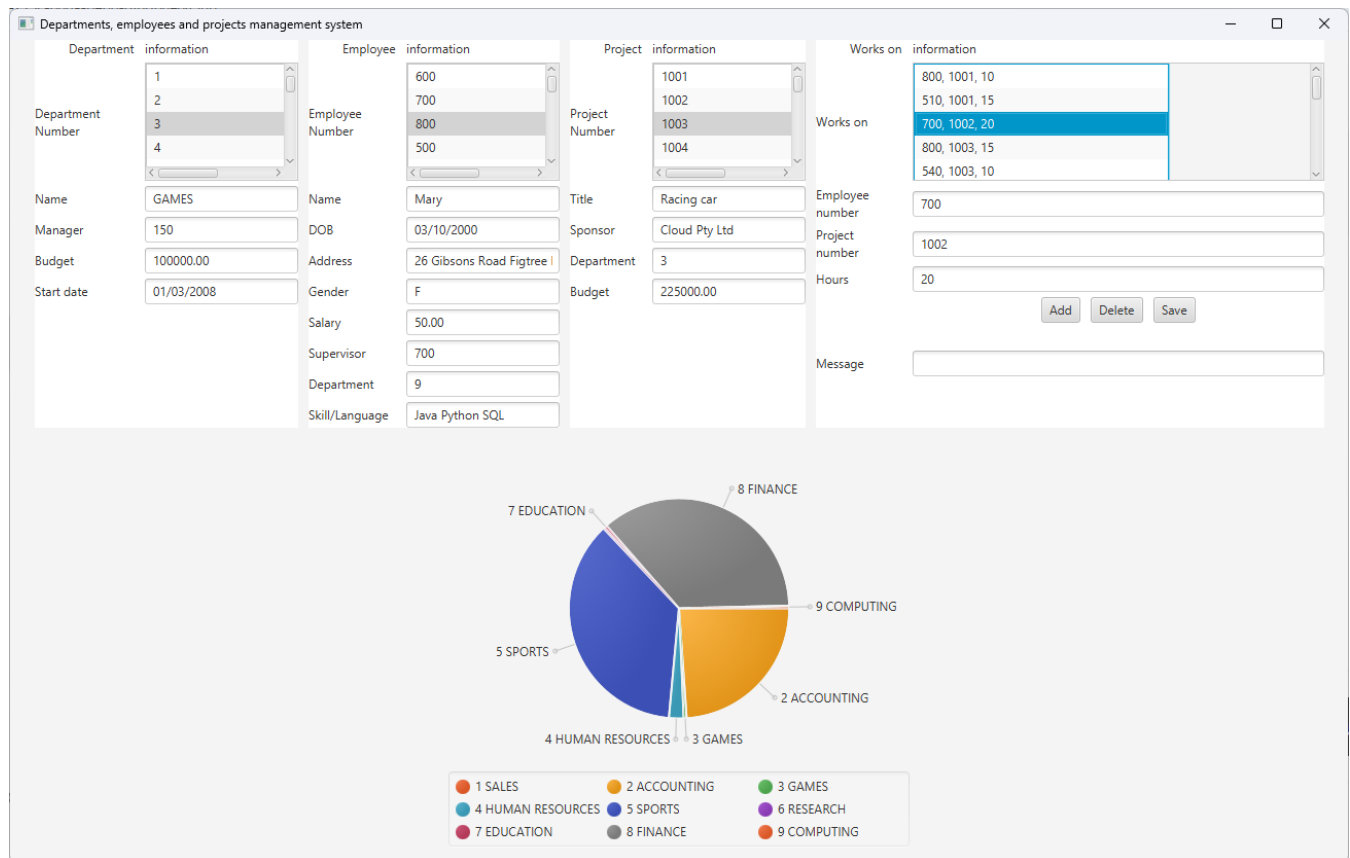 Departments, employees and projects management system
Department information
Department Number
1
2
3
4
Name GAMES
Manager 150
Budget 100000.00
Start date 01/03/2008
Employee information
Employee Number
600
700
800
500
Name Mary
DOB 03/10/2000
Address 26 Gibsons Road Figtree
Gender F
Salary 50.00
Supervisor 700
Department 9
Skill/Language Java Python SQL
Project information
Project Number
1001
1002
1003
1004
Title Racing car
Sponsor Cloud Pty Ltd
Department 3
Budget 225000.00
Works on information
Works on
800, 1001, 10
510, 1001, 15
700, 1002, 20
800, 1003, 15
540, 1003, 10
Employee number 700
Project number 1002
Hours 20
Add Delete Save
Message
8 FINANCE
7 EDUCATION
9 COMPUTING
5 SPORTS
2 ACCOUNTING
4 HUMAN RESOURCES 3 GAMES
1 SALES 2 ACCOUNTING 3 GAMES
4 HUMAN RESOURCES 5 SPORTS 6 RESEARCH
7 EDUCATION 8 FINANCE 9 COMPUTING